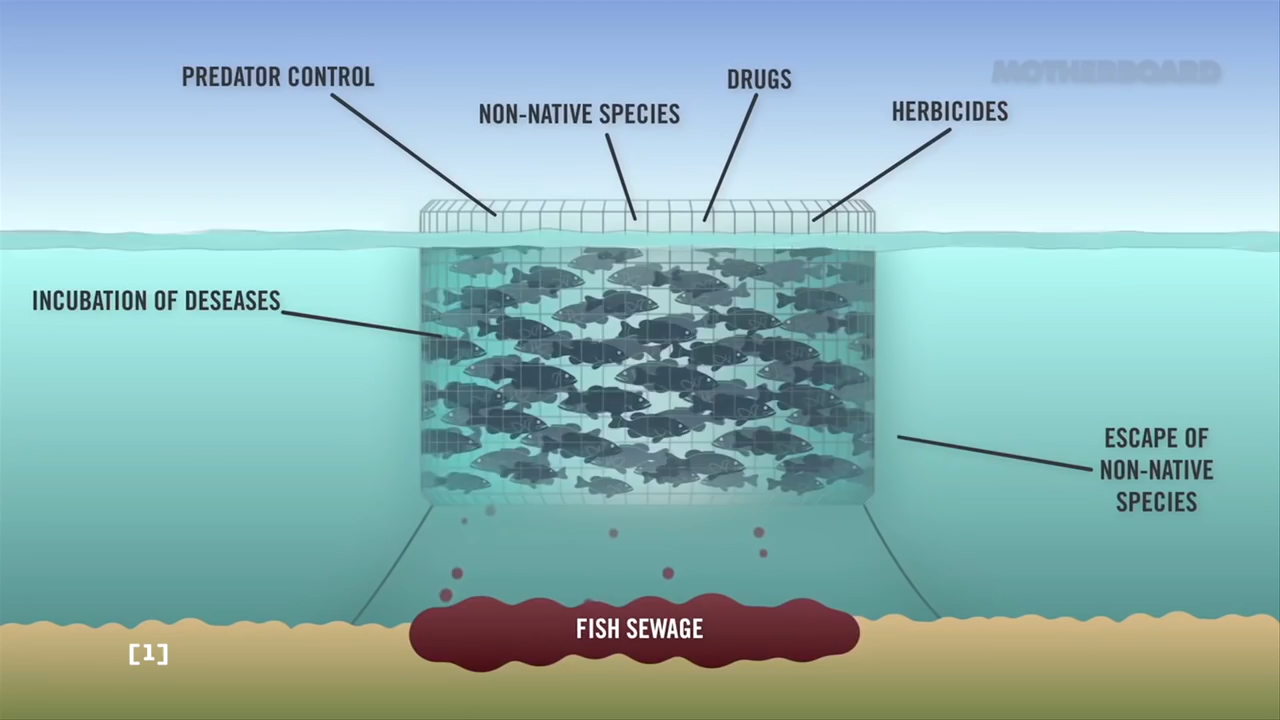 PREDATOR CONTROL
DRUGS
MOTHERBOARD
NON-NATIVE SPECIES
HERBICIDES
INCUBATION OF DESEASES
ESCAPE OF
NON-NATIVE
SPECIES
FISH SEWAGE
[1]